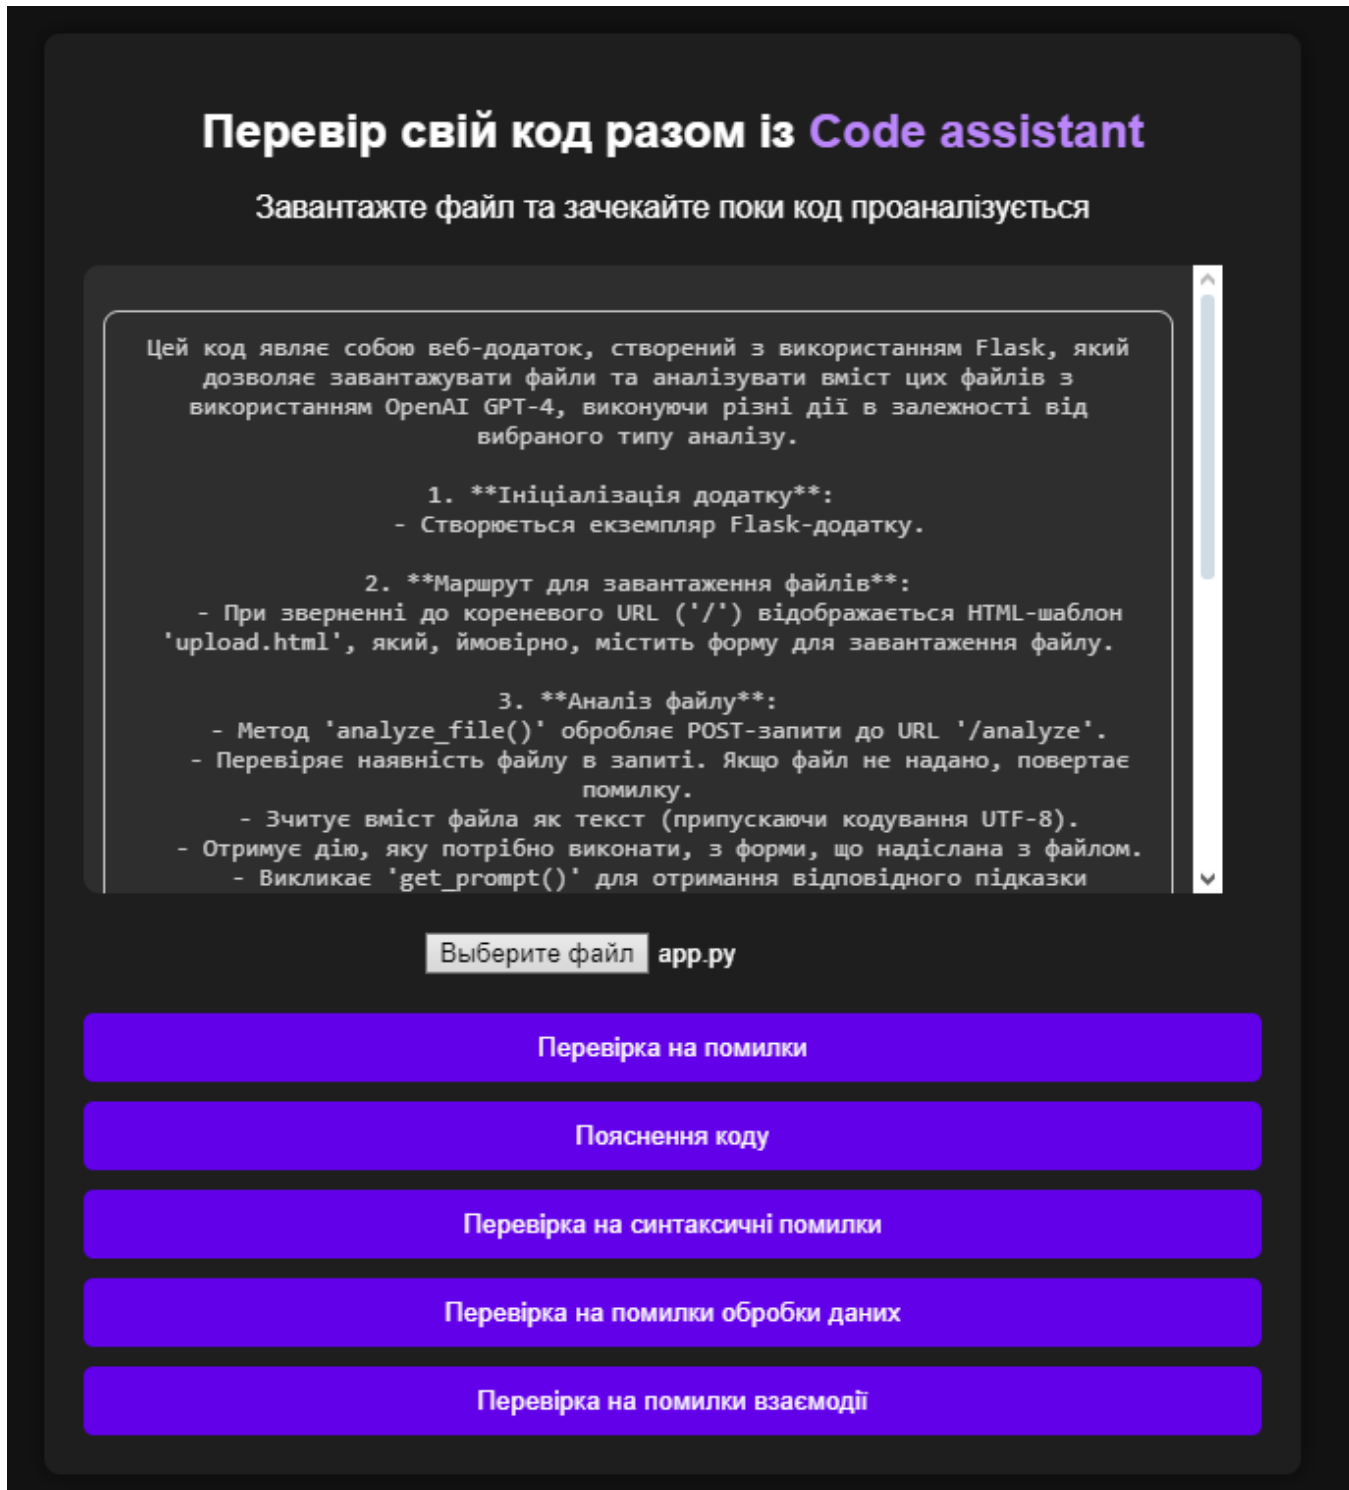 Перевір свій код разом із Code assistant
Завантажте файл та зачекайте поки код проаналізується
Цей код являє собою веб-додаток, створений з використанням Flask, який
дозволяє завантажувати файли та аналізувати вміст цих файлів з
використанням OpenAI GPT-4, виконуючи різні дії в залежності від
вибраного типу аналізу.
1. **Ініціалізація додатку**:
- Створюється екземпляр Flask-додатку.
2. **Маршрут для завантаження файлів**:
- При зверненні до кореневого URL ('/') відображається HTML-шаблон
'upload.html', який, ймовірно, містить форму для завантаження файлу.
3. **Аналіз файлу**:
- Метод 'analyze_file()' обробляє POST-запити до URL '/analyze'.
- Перевіряє наявність файлу в запиті. Якщо файл не надано, повертає
помилку.
- Зчитує вміст файла як текст (припускаючи кодування UTF-8).
- Отримує дію, яку потрібно виконати, з форми, що надіслана з файлом.
- Викликає 'get_prompt()' для отримання відповідного підказки
Выберите файл app.py
Перевірка на помилки
Пояснення коду
Перевірка на синтаксичні помилки
Перевірка на помилки обробки даних
Перевірка на помилки взаємодії